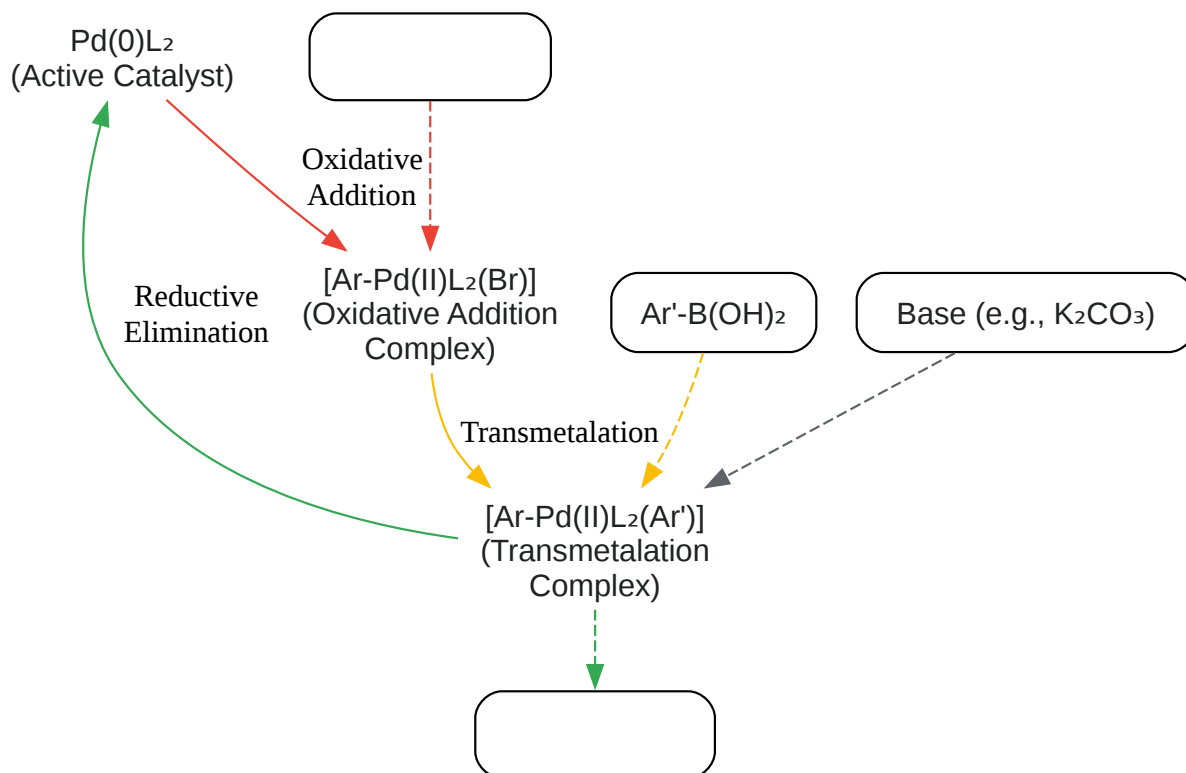 Pd(0)L₂
(Active Catalyst)
Oxidative
Addition
[Ar-Pd(II)L₂(Br)]
(Oxidative Addition
Complex)
Reductive
Elimination
Ar'-B(OH)₂
Base (e.g., K₂CO₃)
Transmetalation
[Ar-Pd(II)L₂(Ar')]
(Transmetalation
Complex)